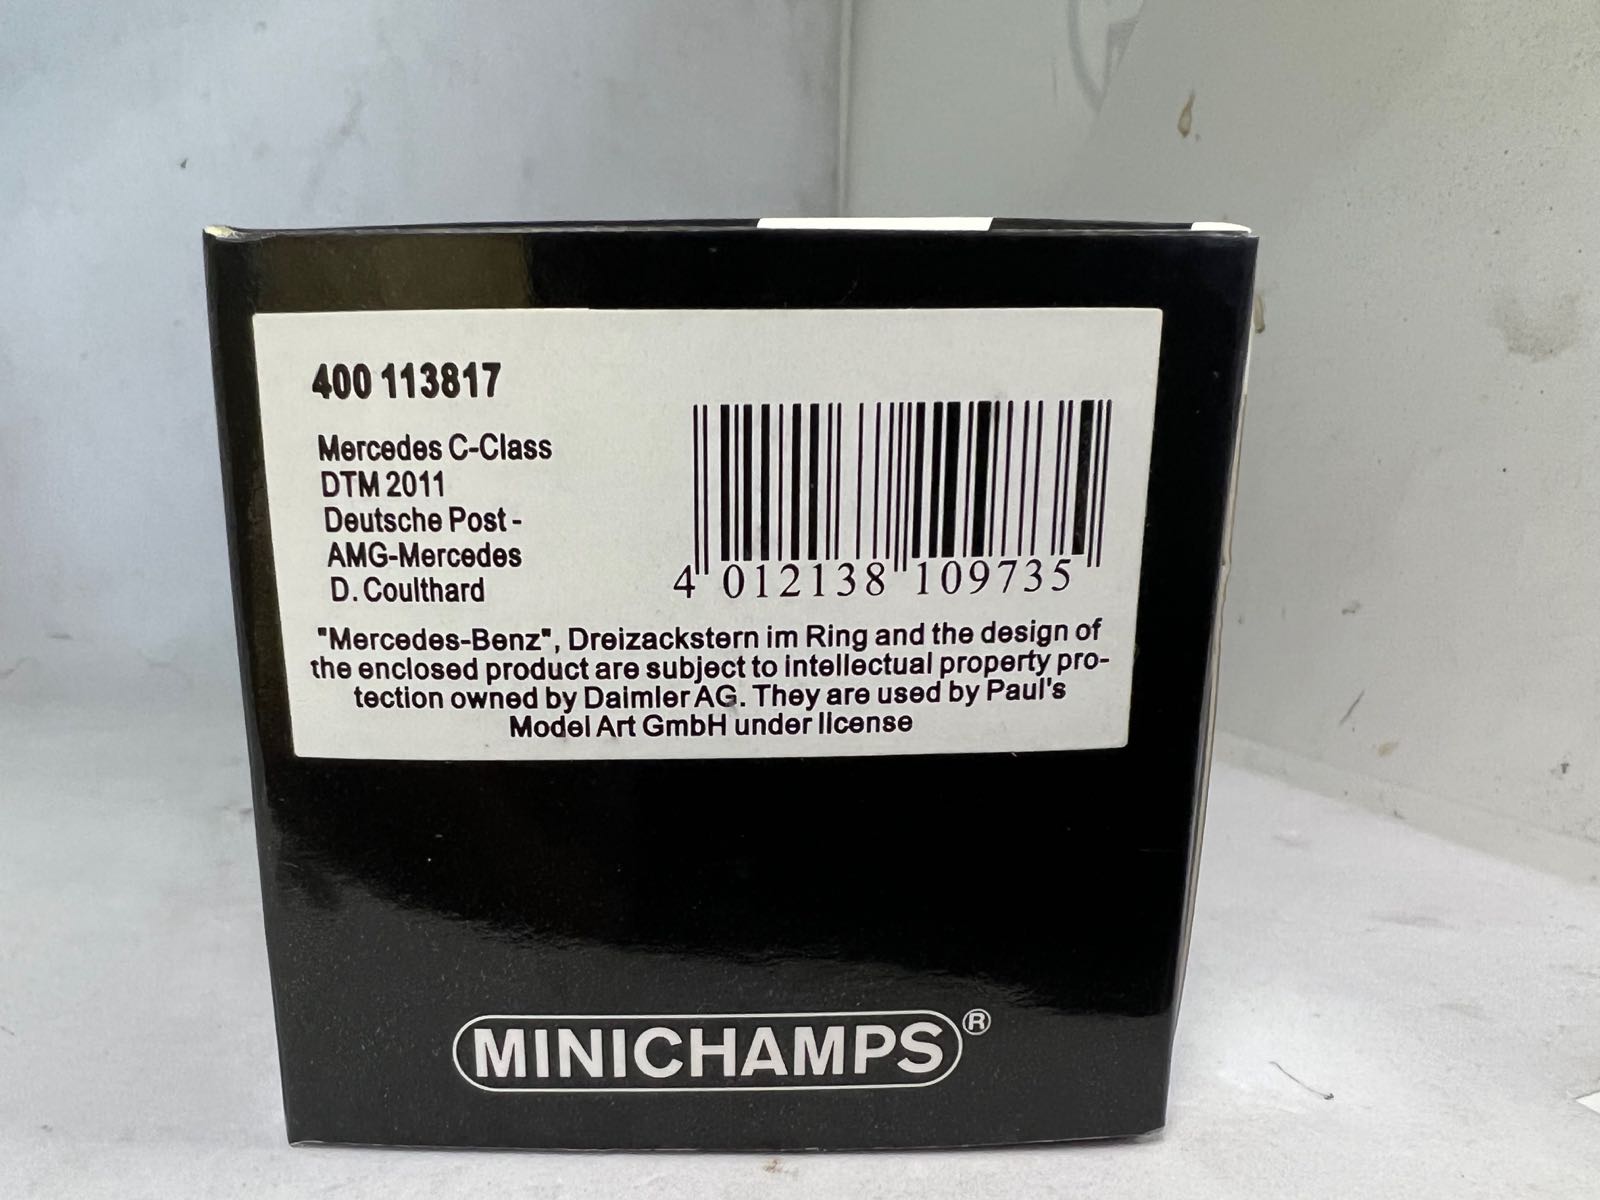 400 113817
Mercedes C-Class
DTM 2011
Deutsche Post -
AMG-Mercedes
D. Coulthard
4 012138 109735
"Mercedes-Benz", Dreizackstern im Ring and the design of
the enclosed product are subject to intellectual property pro-
tection owned by Daimler AG. They are used by Paul's
Model Art GmbH under license
MINICHAMPS®